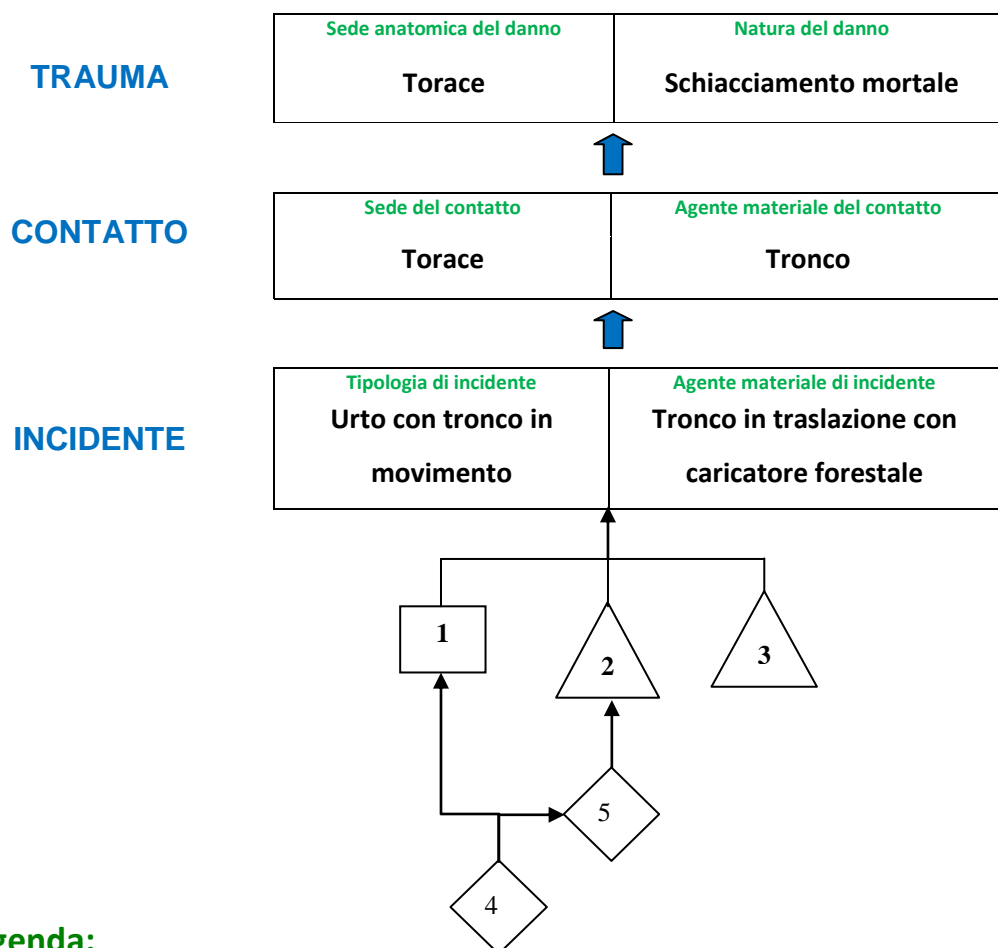 Sede anatomica del danno
Natura del danno
TRAUMA
Torace
Schiacciamento mortale
Sede del contatto
Agente materiale del contatto
CONTATTO
Torace
Tronco
Tipologia di incidente
Agente materiale di incidente
INCIDENTE
Urto con tronco in
movimento
Tronco in traslazione con
caricatore forestale
1
2
3
5
4
genda: